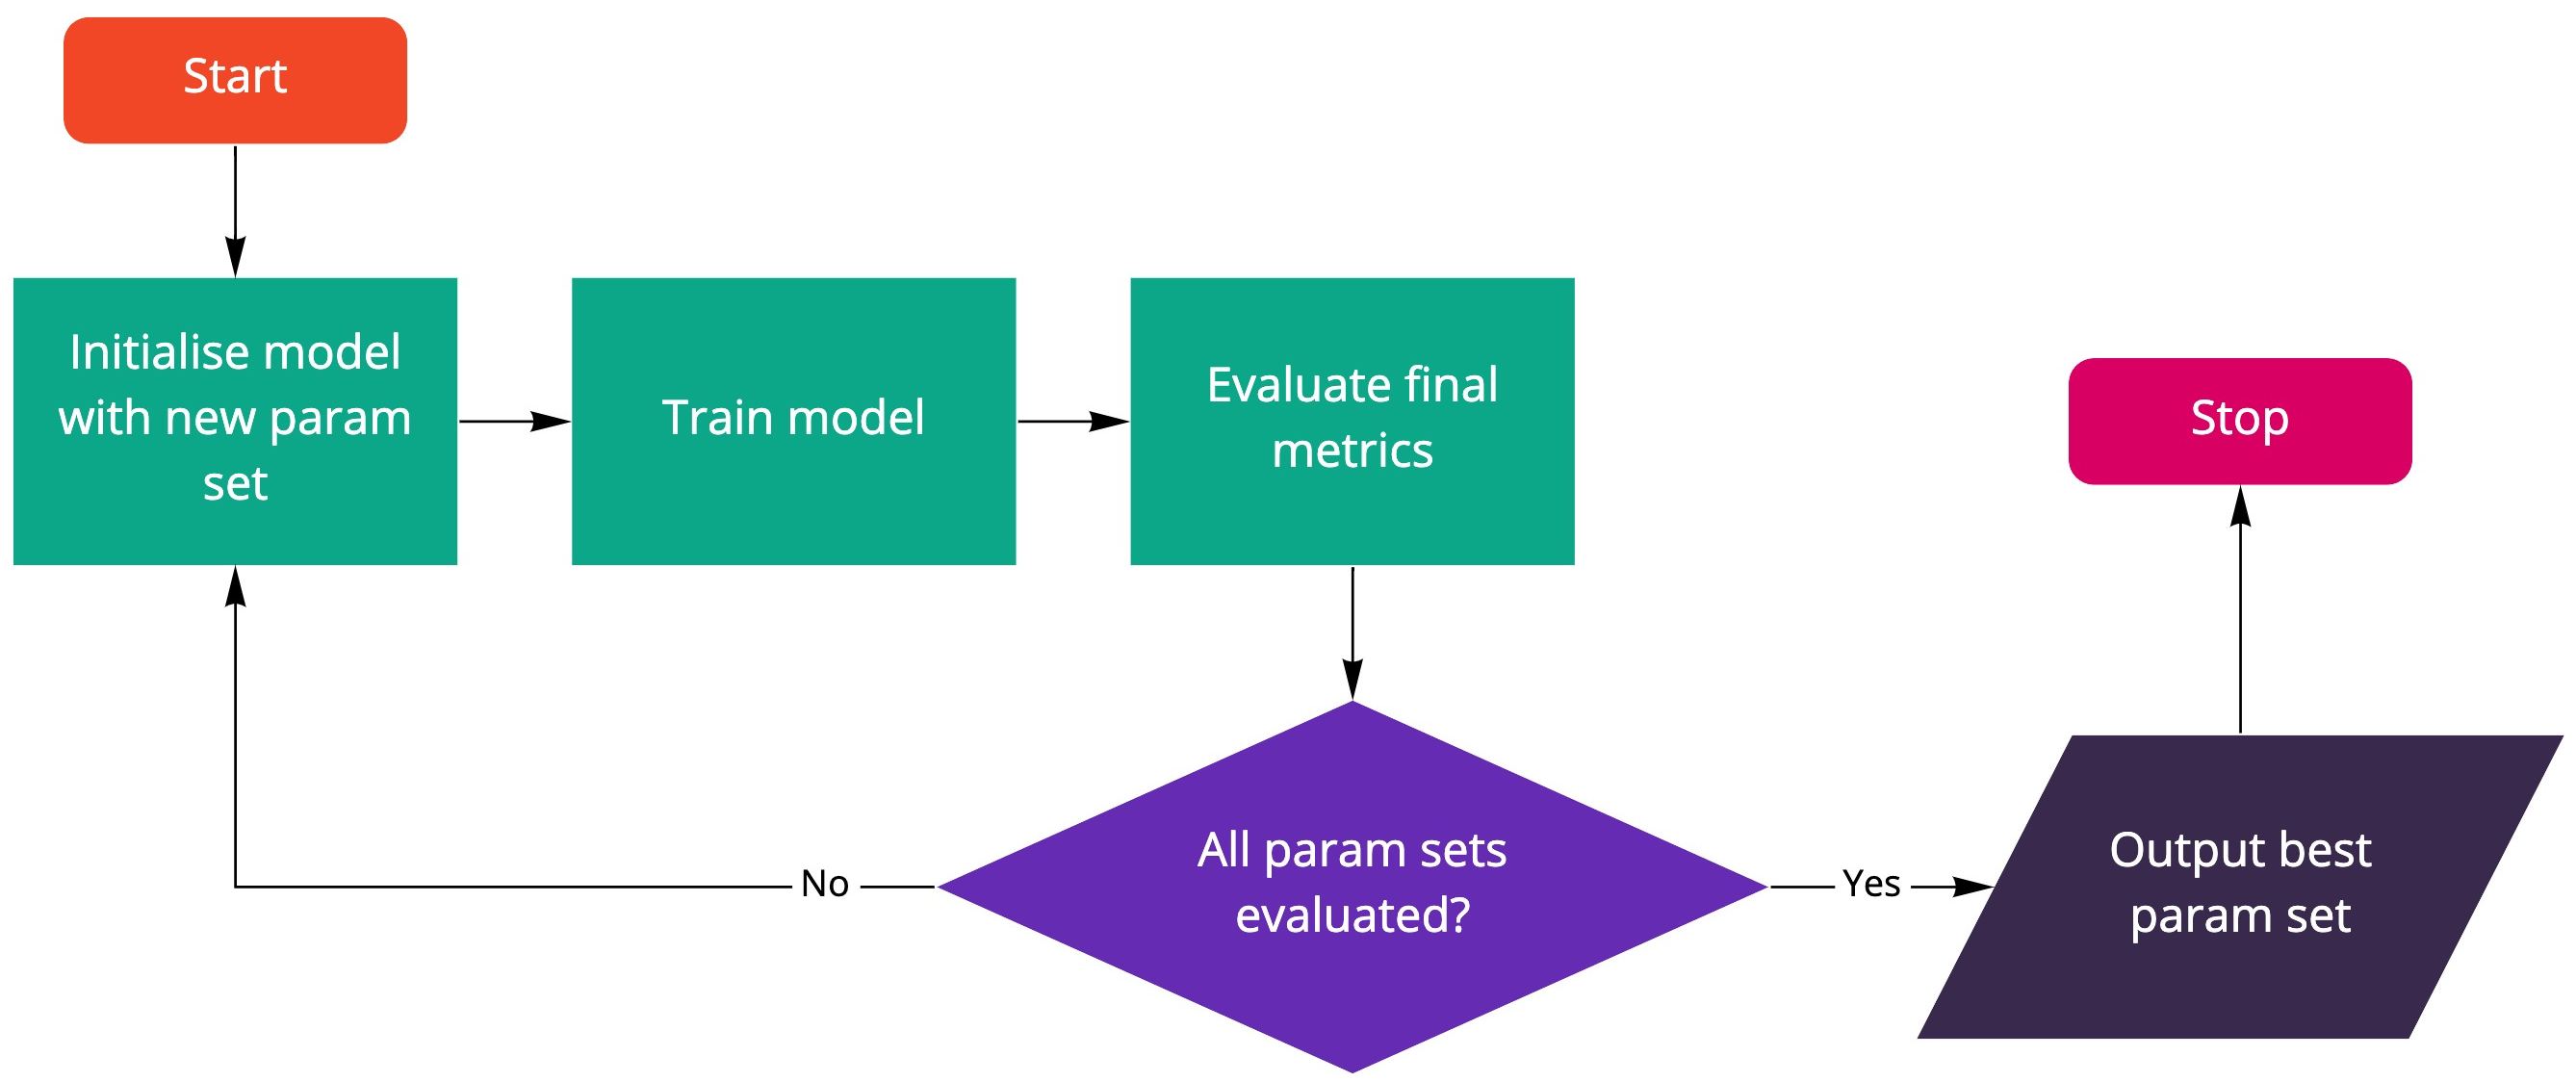 Start
Initialise model
with new param
set
Train model
Evaluate final
metrics
All param sets
evaluated?
No
Yes
Output best
param set
Stop